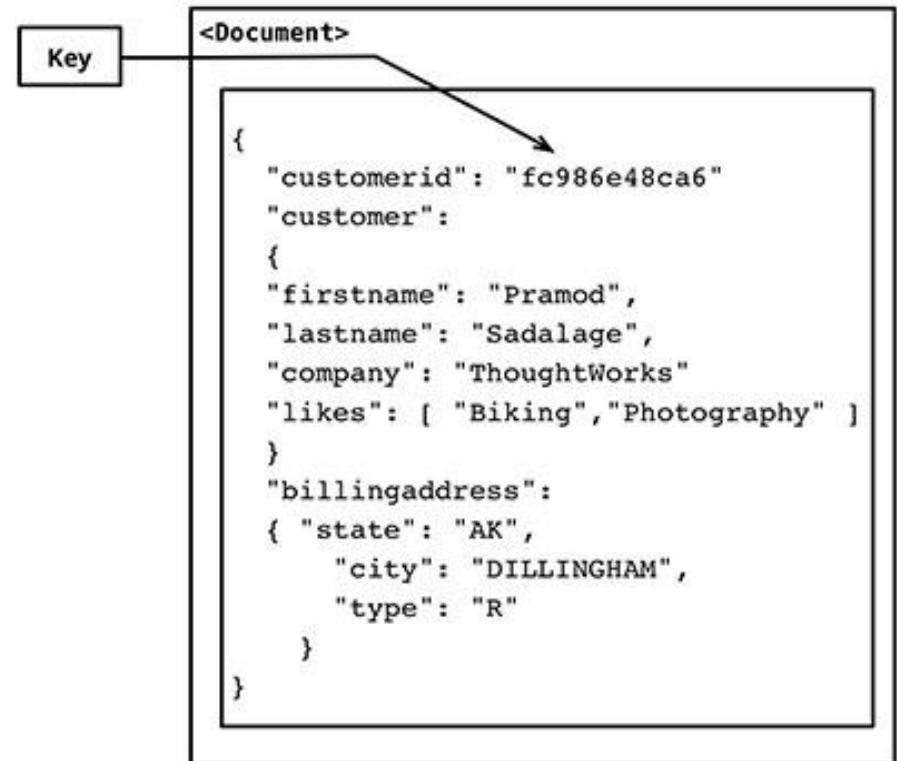 <Document>
Key
{
"customerid": "fc986e48ca6"
"customer":
{
"firstname": "Pramod",
"lastname": "Sadalage",
"company": "ThoughtWorks"
"likes": [ "Biking","Photography" ]
}
"billingaddress":
{ "state": "AK",
"city": "DILLINGHAM",
"type": "R"
}
}